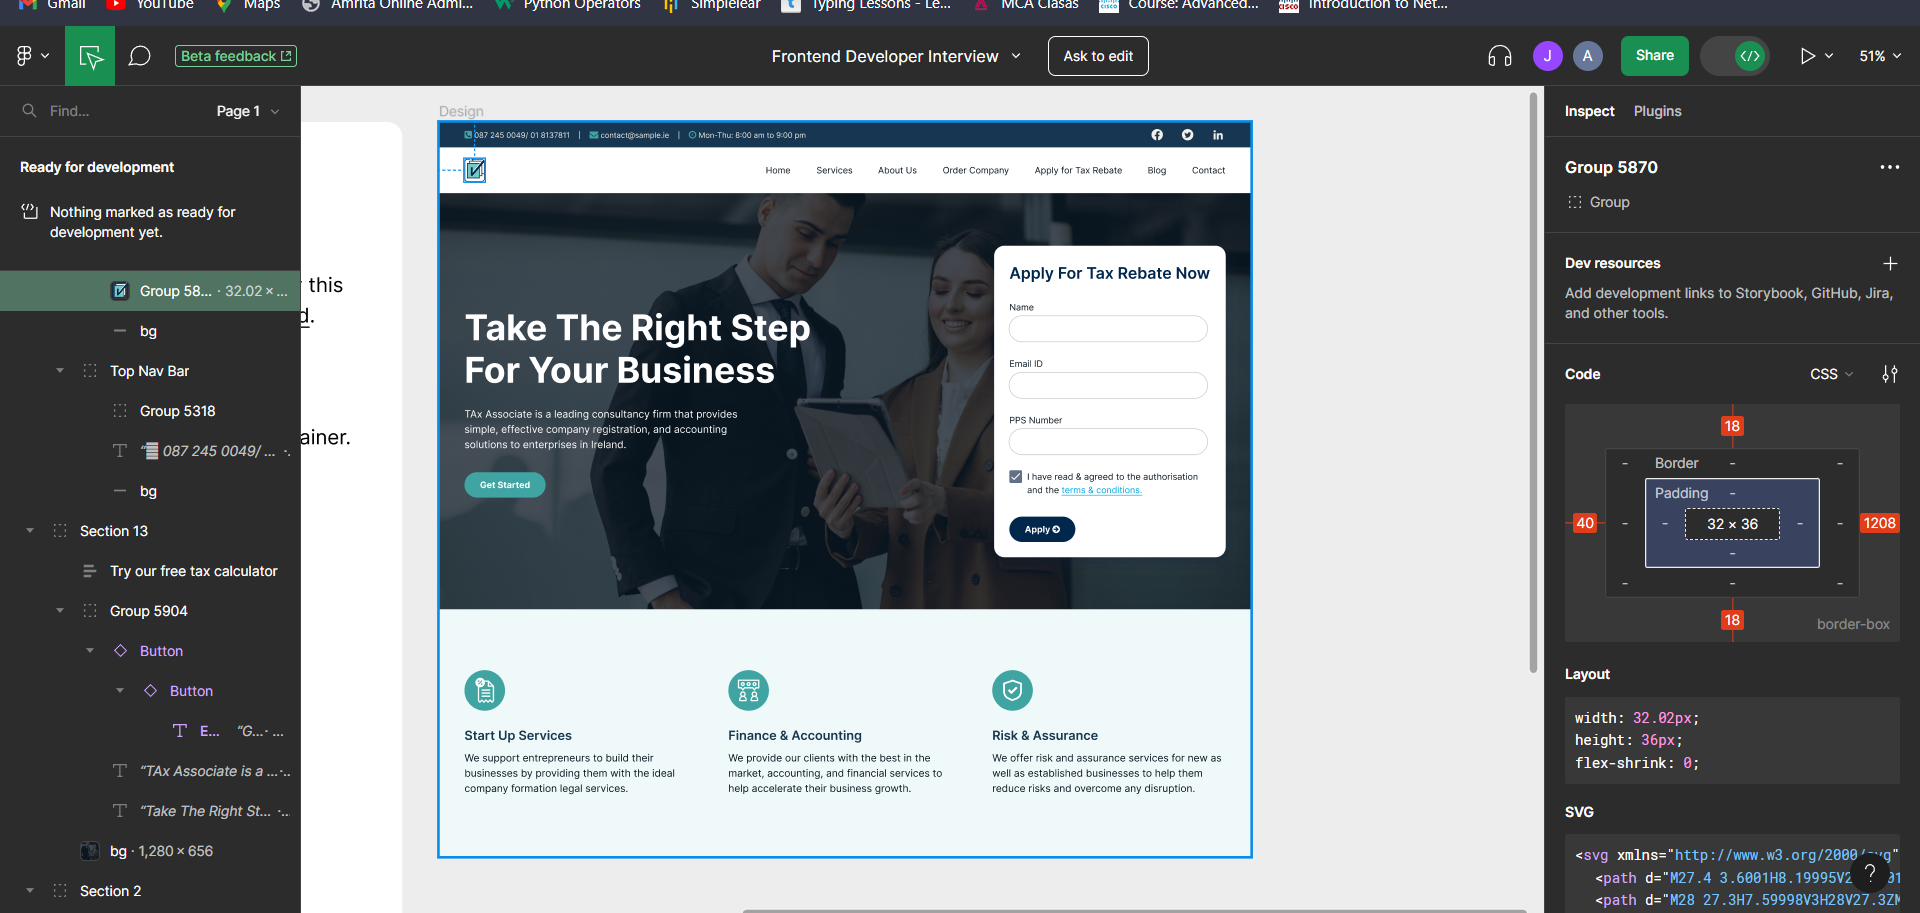 Gmail
YouTube
Maps
Amrita Online Admi...
Python Operators
Simplelear
Typing Lessons - Le...
MCA Clasas
Course: Advanced...
Introduction to Net...
Beta feedback
Frontend Developer Interview
Ask to edit
J
A
Share
51%
Find...
Page 1
Ready for development
Nothing marked as ready for
development yet.
Group 58... · 32.02 × ...
bg
Top Nav Bar
Group 5318
087 245 0049/ ...
bg
Section 13
Try our free tax calculator
Group 5904
Button
Button
E... "G... · ...
"TAx Associate is a ... · ..
"Take The Right St... · ..
bg · 1,280 × 656
Section 2
this
d.
ainer.
Design
087 245 0049/ 01 8137811 | contact@sample.ie | Mon-Thu: 8:00 am to 9:00 pm
Home
Services
About Us
Order Company
Apply for Tax Rebate
Blog
Contact
Take The Right Step
For Your Business
TAx Associate is a leading consultancy firm that provides
simple, effective company registration, and accounting
solutions to enterprises in Ireland.
Get Started
Apply For Tax Rebate Now
Name
Email ID
PPS Number
I have read & agreed to the authorisation
and the terms & conditions.
Apply
Start Up Services
We support entrepreneurs to build their
businesses by providing them with the ideal
company formation legal services.
Finance & Accounting
We provide our clients with the best in the
market, accounting, and financial services to
help accelerate their business growth.
Risk & Assurance
We offer risk and assurance services for new as
well as established businesses to help them
reduce risks and overcome any disruption.
Inspect
Plugins
Group 5870
Group
Dev resources
Add development links to Storybook, GitHub, Jira,
and other tools.
Code
CSS
18
- Border - -
Padding -
40 - - 32 × 36 - - 1208
-
- - -
18
border-box
Layout
width: 32.02px;
height: 36px;
flex-shrink: 0;
SVG
<svg xmlns="http://www.w3.org/2000/svg"
<path d="M27.4 3.6001H8.19995V2
<path d="M28 27.3H7.59998V3H28V27.3ZM
?